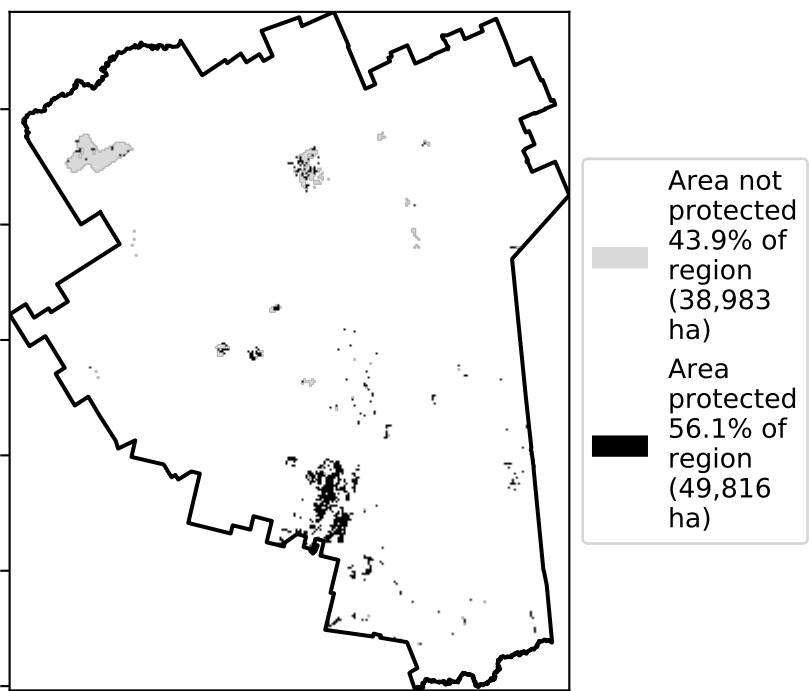 Area not
protected
43.9% of
region
(38,983
ha)
Area
protected
56.1% of
region
(49,816
ha)